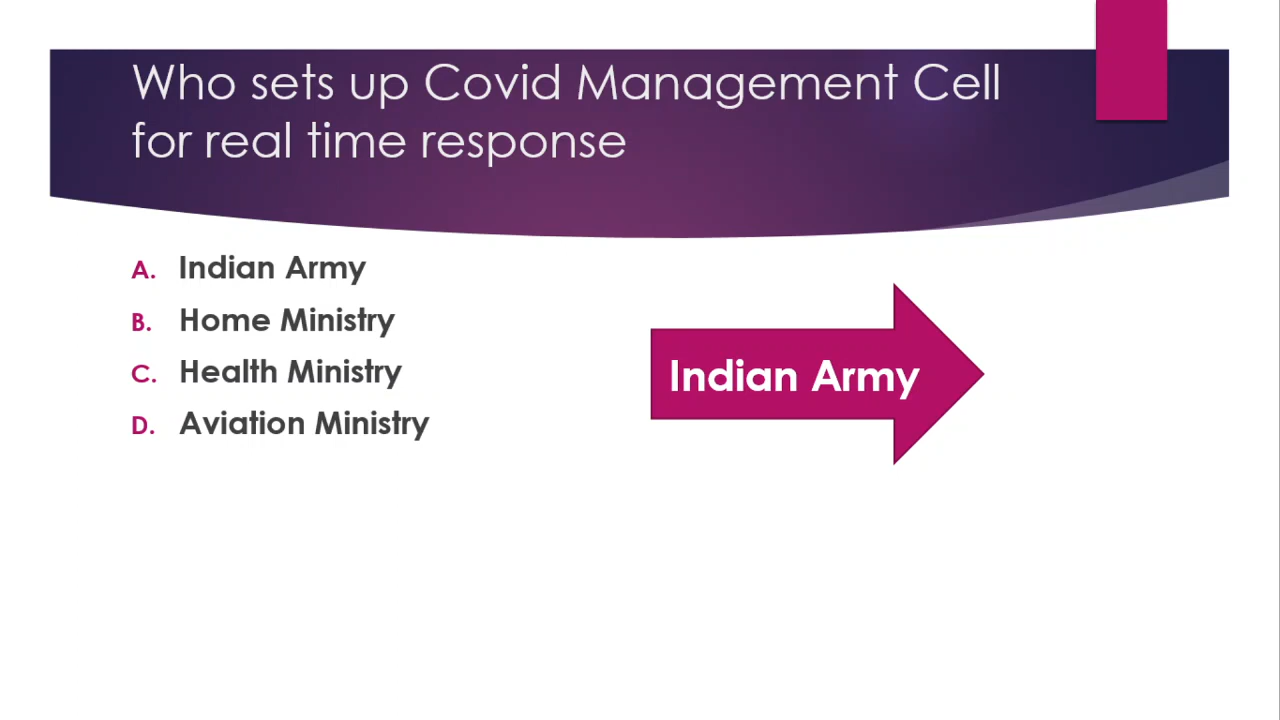 Who sets up Covid Management Cell
for real time response
A. Indian Army
B. Home Ministry
C. Health Ministry
D. Aviation Ministry
Indian Army